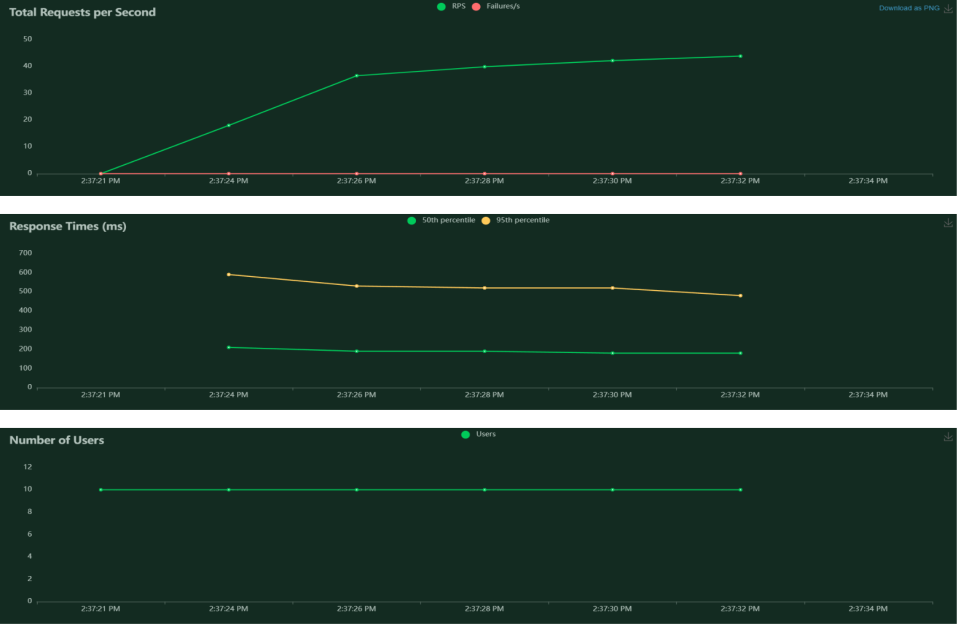 Total Requests per Second
RPS Failures/s
Download as PNG
50
40
30
20
10
0
2:37:21 PM 2:37:24 PM 2:37:26 PM 2:37:28 PM 2:37:30 PM 2:37:32 PM 2:37:34 PM
Response Times (ms)
50th percentile 95th percentile
700
600
500
400
300
200
100
0
2:37:21 PM 2:37:24 PM 2:37:26 PM 2:37:28 PM 2:37:30 PM 2:37:32 PM 2:37:34 PM
Number of Users
Users
12
10
8
6
4
2
0
2:37:21 PM 2:37:24 PM 2:37:26 PM 2:37:28 PM 2:37:30 PM 2:37:32 PM 2:37:34 PM